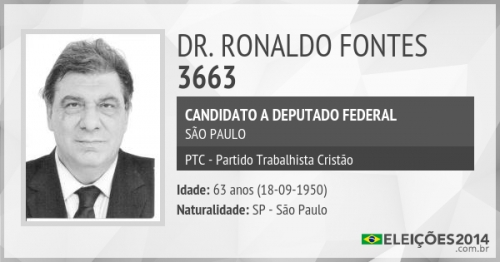 DR. RONALDO FONTES
3663
CANDIDATO A DEPUTADO FEDERAL
SÃO PAULO
PTC - Partido Trabalhista Cristão
Idade: 63 anos (18-09-1950)
Naturalidade: SP - São Paulo
ELEIÇÕES2014
.com.br